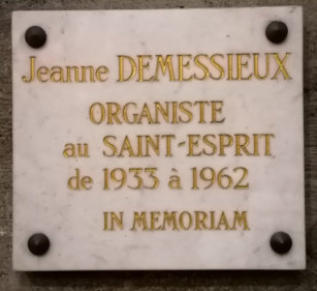 Jeanne DEMESSIEUX
ORGANISTE
au SAINT-ESPRIT
de 1933 à 1962
IN MEMORIAM